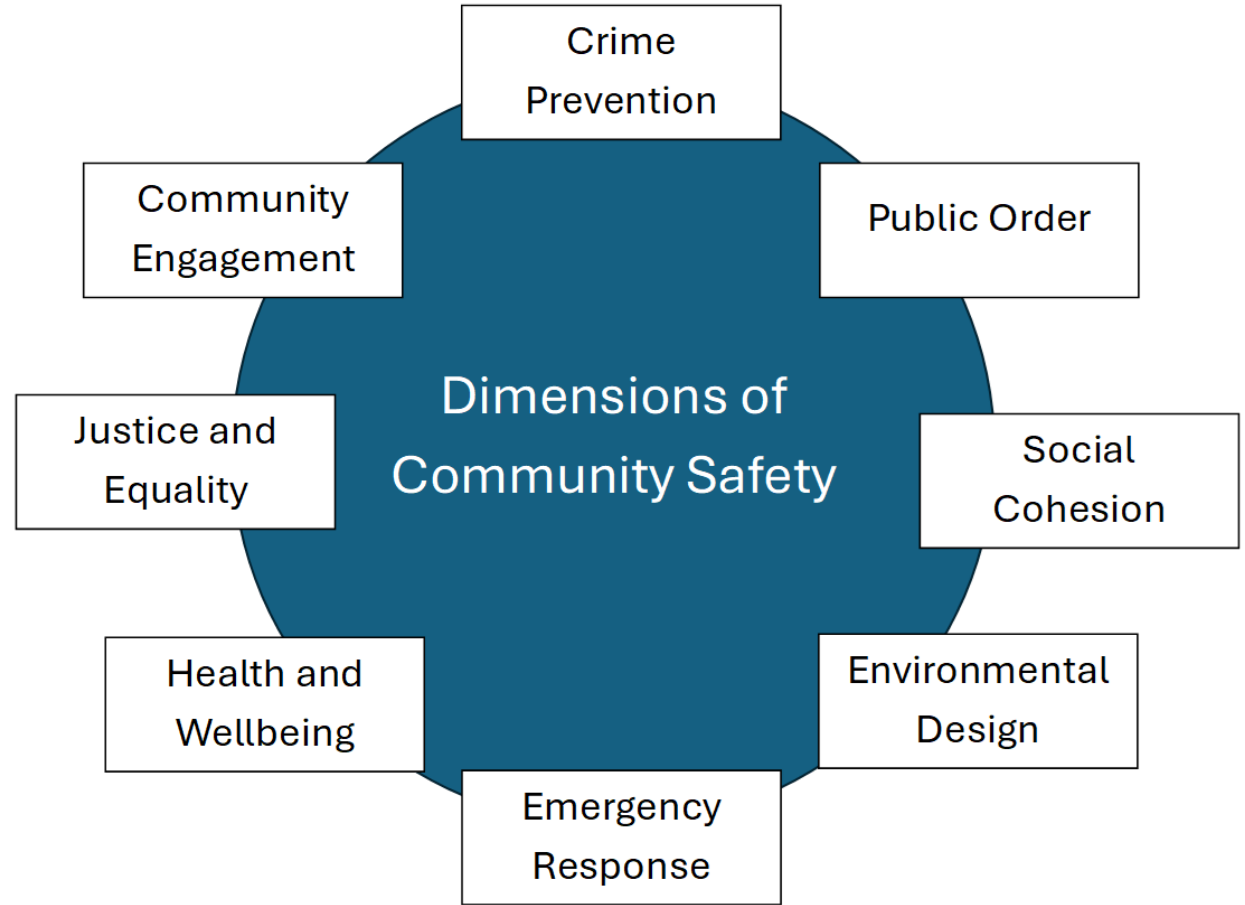 Crime
Prevention
Public Order
Social
Cohesion
Environmental
Design
Emergency
Response
Health and
Wellbeing
Justice and
Equality
Community
Engagement
Dimensions of
Community Safety